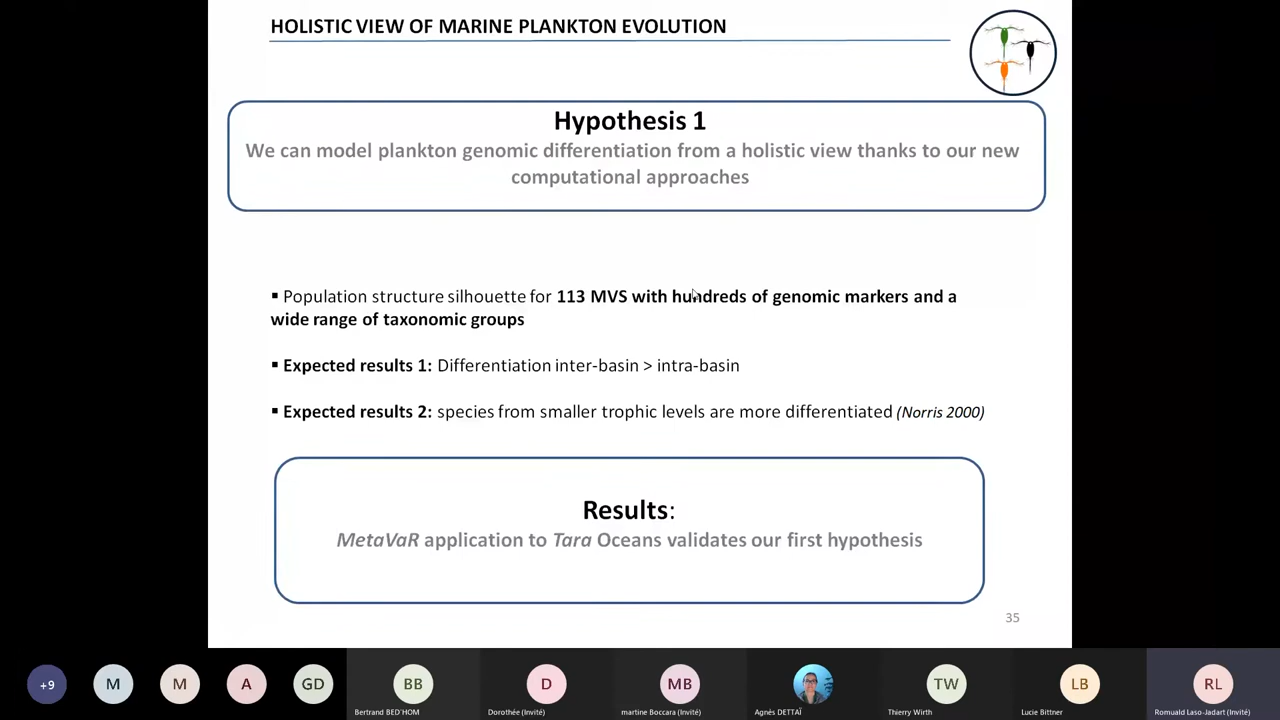 HOLISTIC VIEW OF MARINE PLANKTON EVOLUTION
Hypothesis 1
We can model plankton genomic differentiation from a holistic view thanks to our new
computational approaches
▪ Population structure silhouette for 113 MVS with hundreds of genomic markers and a
wide range of taxonomic groups
▪ Expected results 1: Differentiation inter-basin > intra-basin
▪ Expected results 2: species from smaller trophic levels are more differentiated (Norris 2000)
Results:
MetaVaR application to Tara Oceans validates our first hypothesis
35
+9
M
M
A
GD
BB
D
MB
TW
LB
RL
Bertrand BED'HOM
Dorothée (Invité)
martine Boccara (Invité)
Agnés DETTAÏ
Thierry Wirth
Lucie Bittner
Romuald Laso-Jadart (Invité)